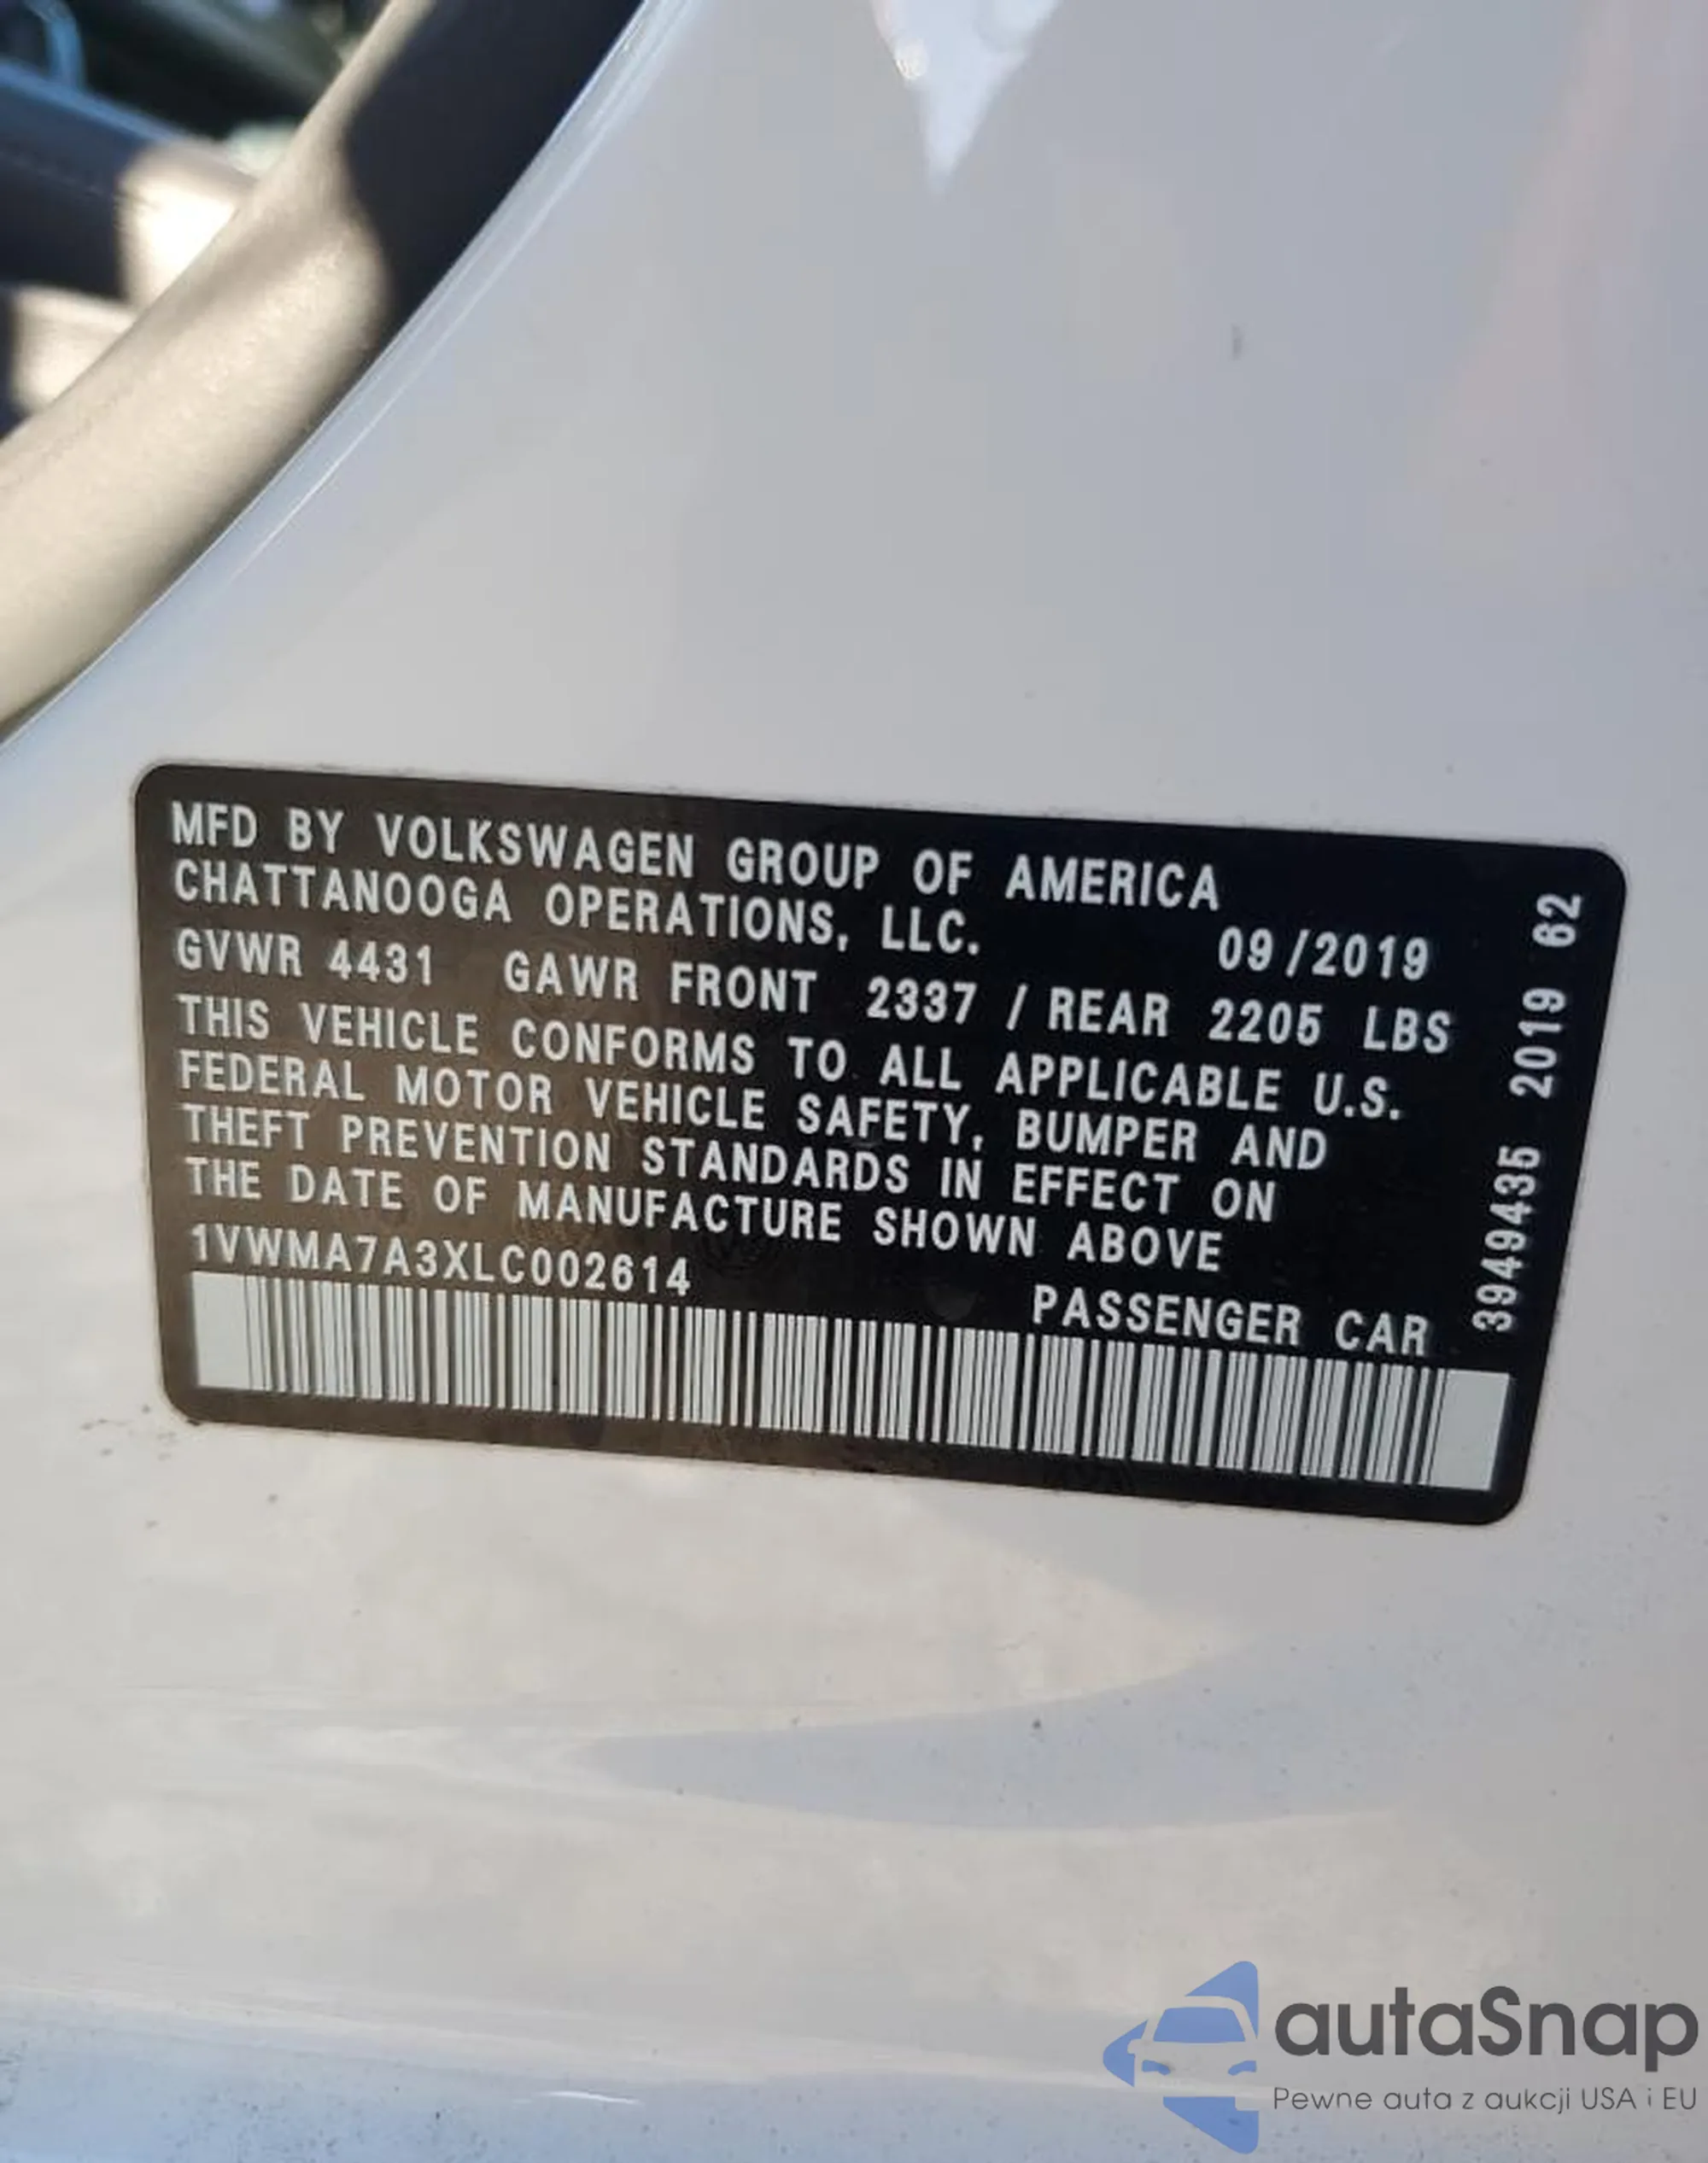 MFD BY VOLKSWAGEN GROUP OF AMERICA
CHATTANOOGA OPERATIONS, LLC. 09/2019
GVWR 4431 GAWR FRONT 2337 / REAR 2205 LBS
THIS VEHICLE CONFORMS TO ALL APPLICABLE U.S.
FEDERAL MOTOR VEHICLE SAFETY, BUMPER AND
THEFT PREVENTION STANDARDS IN EFFECT ON
THE DATE OF MANUFACTURE SHOWN ABOVE
1VWMA7A3XLC002614 PASSENGER CAR
3949435 2019 62
autaSnap
Pewne auta z aukcji USA i EU